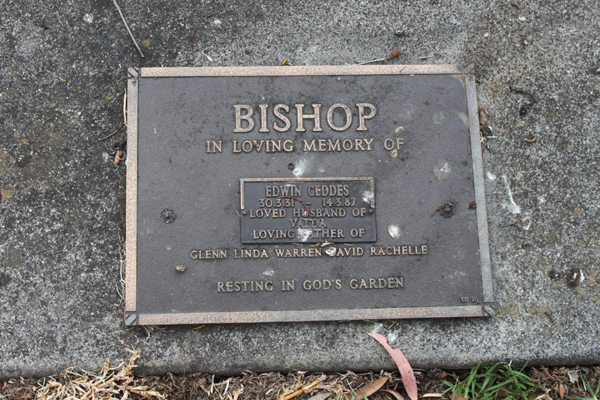 BISHOP
IN LOVING MEMORY OF
EDWIN GEDDES
30.3.31 - 14.3.87
LOVED HUSBAND OF
LOVING FATHER OF
GLENN LINDA WARREN DAVID RACHELLE
RESTING IN GOD'S GARDEN